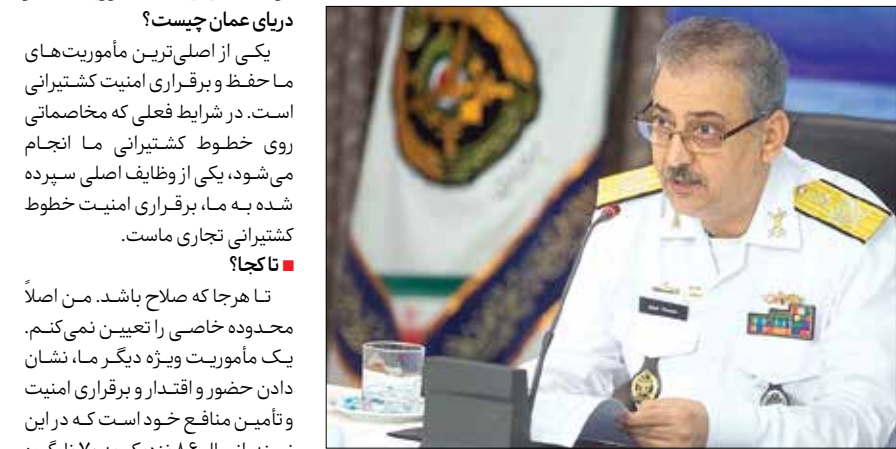 دریای عمان چیست؟
یکی از اصلی‌ترین مأموریت‌های
ما حفظ و برقراری امنیت کشتیرانی
است. در شرایط فعلی که مخاصماتی
روی خطوط کشتیرانی ما انجام
می‌شود، یکی از وظایف اصلی سپرده
شده به ما، برقراری امنیت خطوط
کشتیرانی تجاری ماست.
تا کجا؟
تا هرجا که صلاح باشد. من اصلاً
محدوده خاصی را تعیین نمی‌کنم.
یک مأموریت ویژه دیگر ما، نشان
دادن حضور و اقتدار و برقراری امنیت
و تأمین منافع خود است که در این